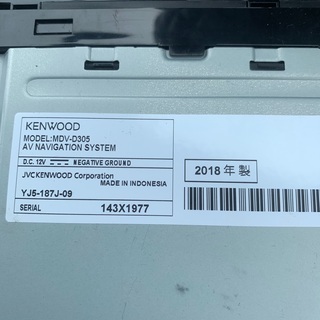 KENWOOD
MODEL:MDV-D305
AV NAVIGATION SYSTEM
D.C. 12V NEGATIVE GROUND
JVCKENWOOD Corporation
MADE IN INDONESIA
YJ5-187J-09
SERIAL 143X1977
2018 年 製